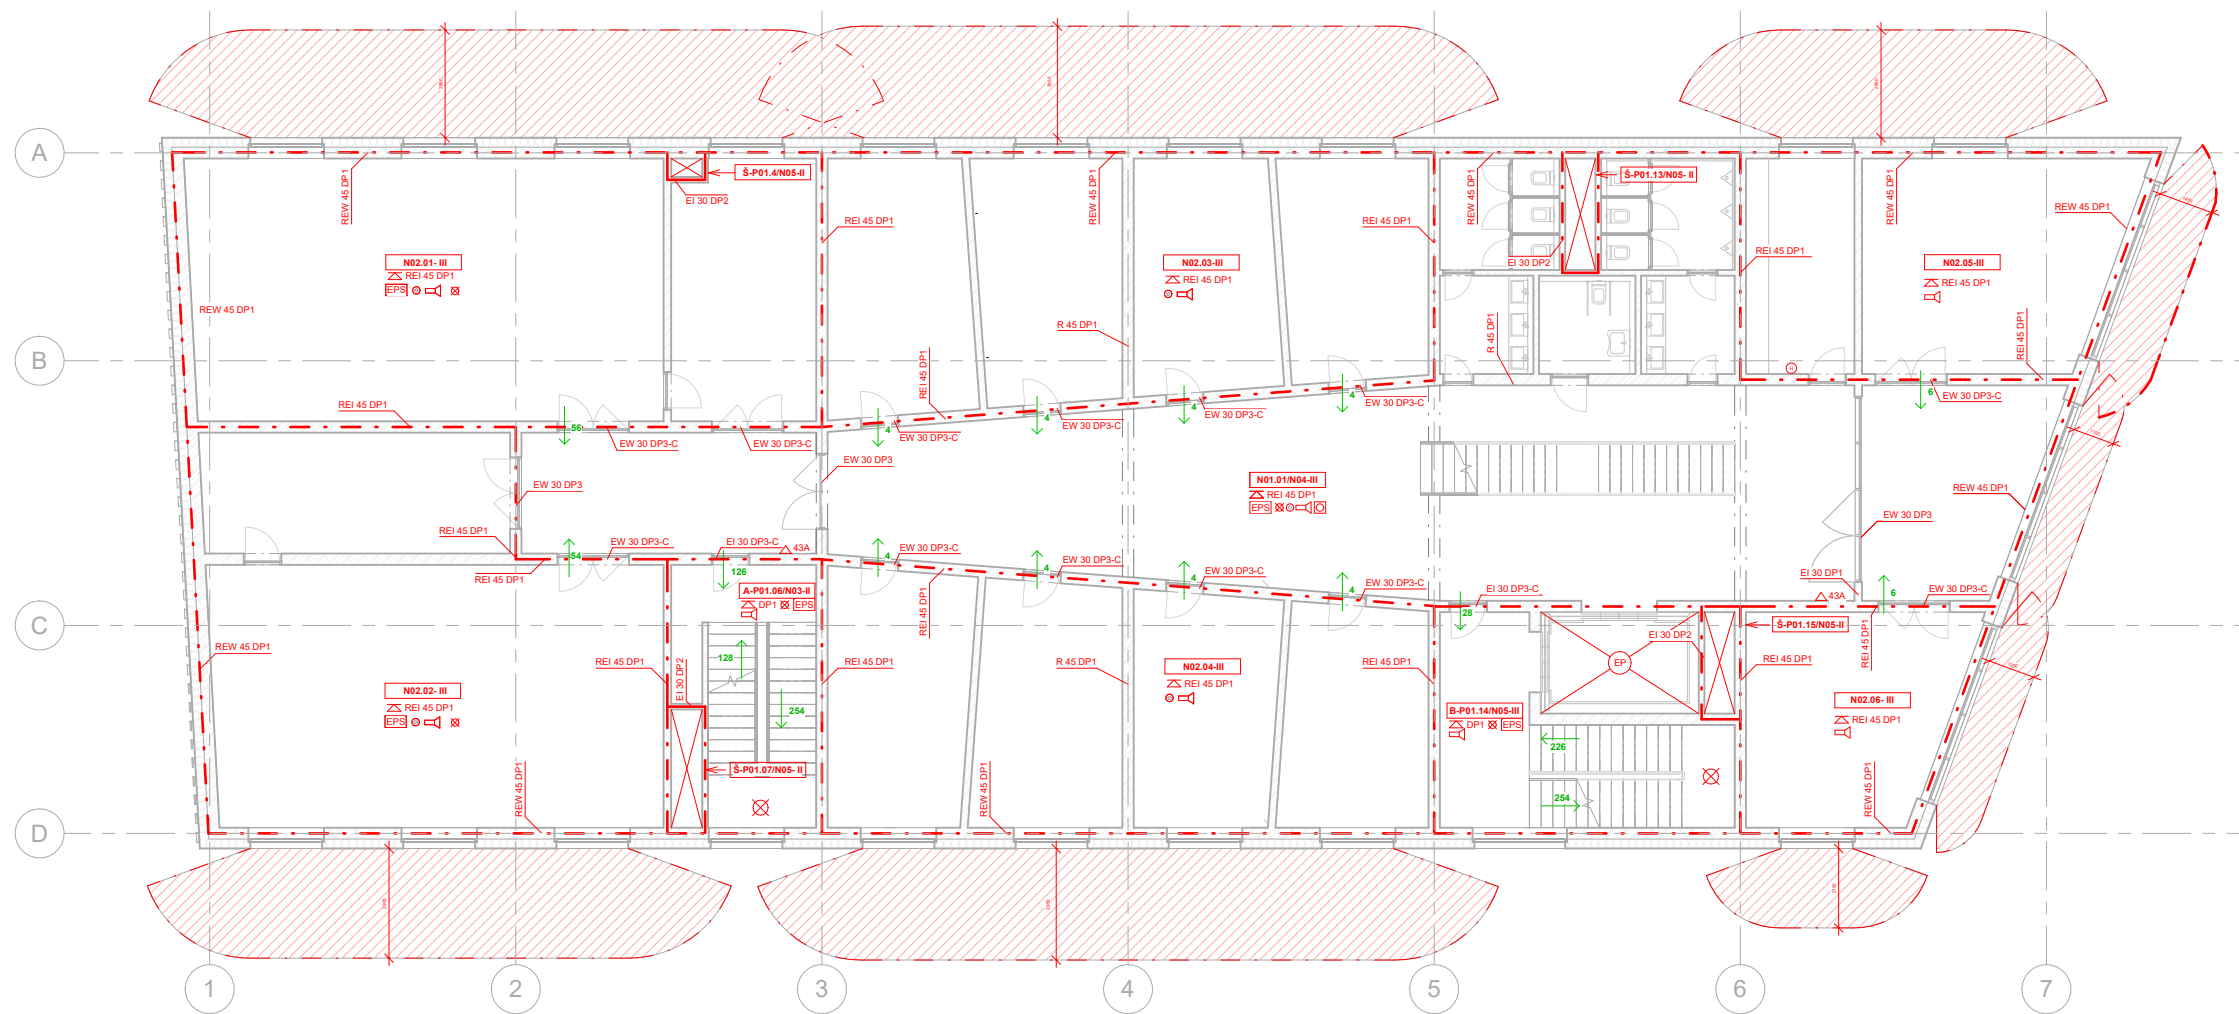 A
B
C
D
1
2
3
4
5
6
7
REW 45 DP1
Š-P01.4/N05-II
EI 30 DP2
REI 45 DP1
REW 45 DP1
REI 45 DP1
REW 45 DP1
Š-P01.13/N05- II
EI 30 DP2
REI 45 DP1
REW 45 DP1
REW 45 DP1
N02.01- III
REI 45 DP1
EPS
N02.03-III
REI 45 DP1
N02.05-III
REI 45 DP1
REW 45 DP1
R 45 DP1
REI 45 DP1
R 45 DP1
H
REI 45 DP1
REI 45 DP1
56
EW 30 DP3-C
EW 30 DP3-C
4
EW 30 DP3-C
4
EW 30 DP3-C
4
EW 30 DP3-C
4
EW 30 DP3-C
6
EW 30 DP3-C
EW 30 DP3
EW 30 DP3
N01.01/N04-III
REI 45 DP1
EPS
REW 45 DP1
EW 30 DP3
REI 45 DP1
REI 45 DP1
54
EW 30 DP3-C
EI 30 DP3-C
43A
126
4
EW 30 DP3-C
4
EW 30 DP3-C
4
EW 30 DP3-C
4
EW 30 DP3-C
28
EI 30 DP3-C
EI 30 DP1
43A
6
EW 30 DP3-C
A-P01.06/N03-II
DP1
EPS
REI 45 DP1
REI 45 DP1
Š-P01.15/N05-II
EI 30 DP2
EP
REW 45 DP1
REI 45 DP1
EI 30 DP2
128
254
REI 45 DP1
R 45 DP1
N02.04-III
REI 45 DP1
REI 45 DP1
REI 45 DP1
N02.02- III
REI 45 DP1
EPS
B-P01.14/N05-III
DP1
EPS
N02.06- III
REI 45 DP1
226
254
Š-P01.07/N05- II
REW 45 DP1
REW 45 DP1
REW 45 DP1